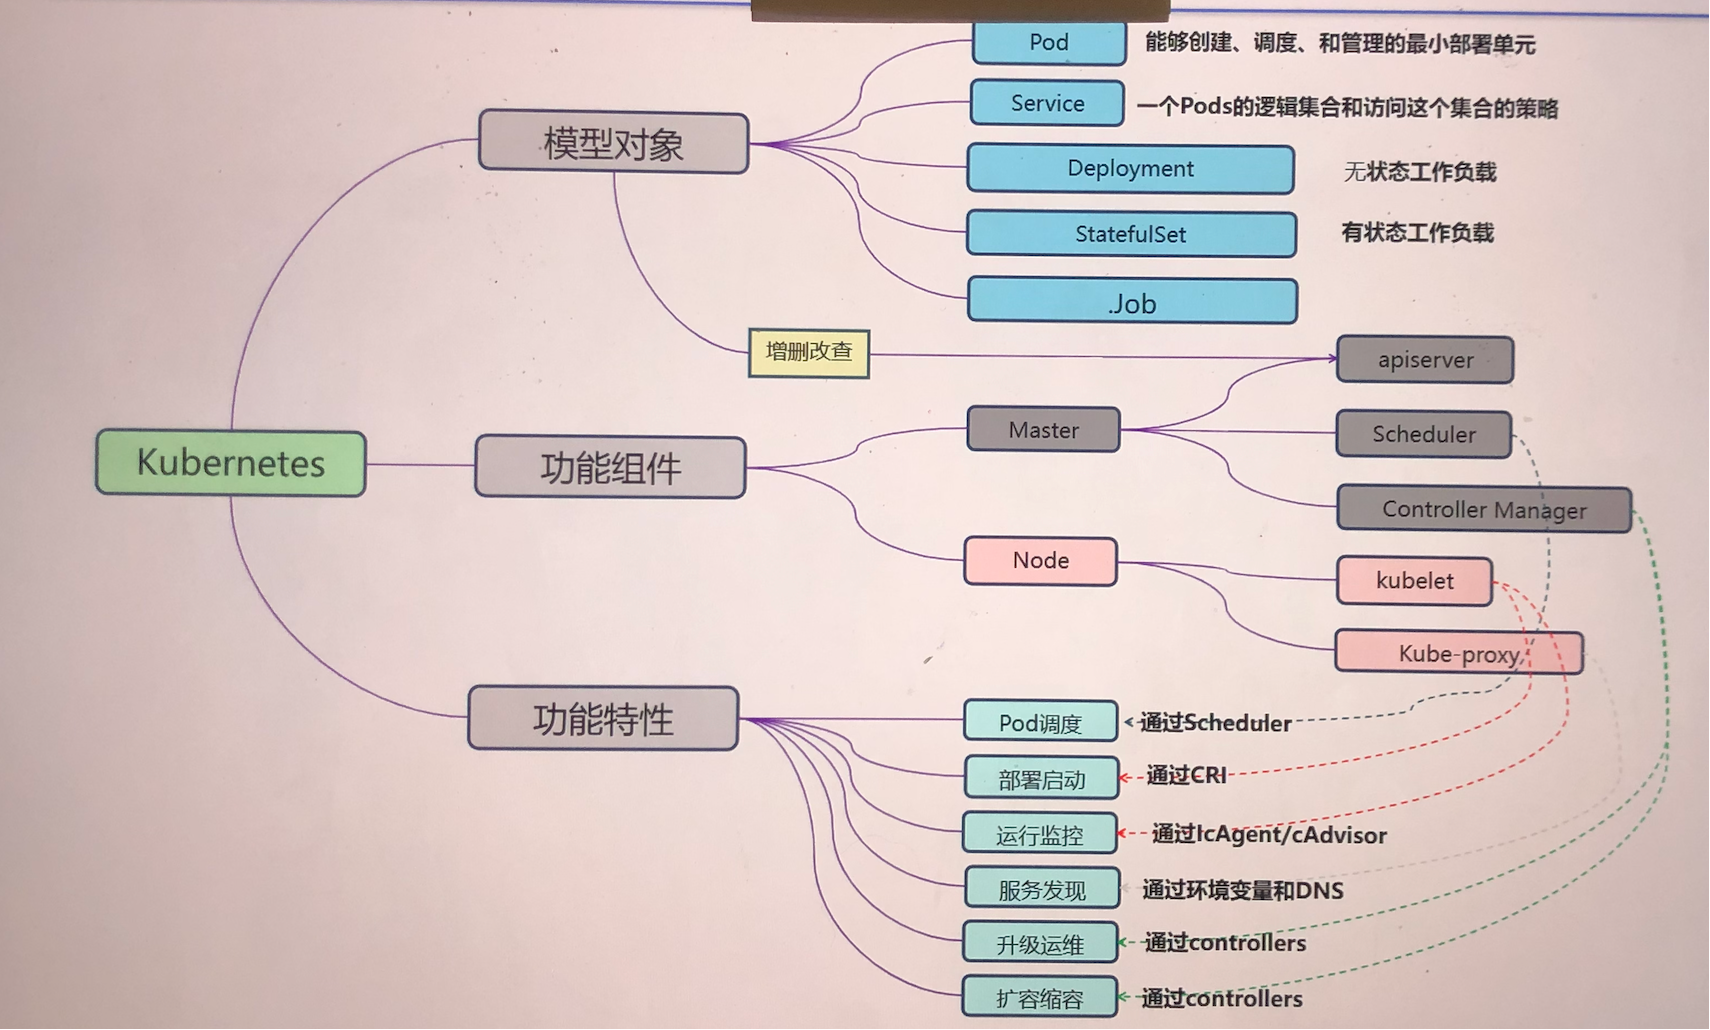 Pod 能够创建、调度、和管理的最小部署单元
Service 一个Pods的逻辑集合和访问这个集合的策略
模型对象
Deployment 无状态工作负载
StatefulSet 有状态工作负载
.Job
增删改查
apiserver
Master
Scheduler
Kubernetes
功能组件
Controller Manager
Node
kubelet
Kube-proxy
功能特性
Pod调度 通过Scheduler
部署启动 通过CRI
运行监控 通过IcAgent/cAdvisor
服务发现 通过环境变量和DNS
升级运维 通过controllers
扩容缩容 通过controllers